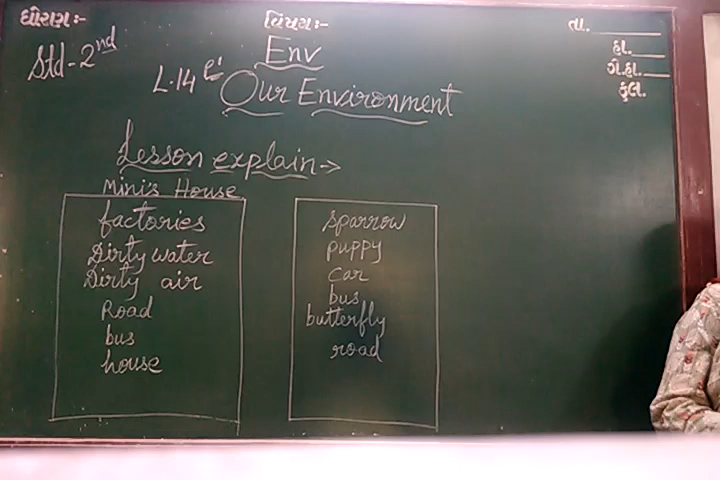 ધોરણ:-
વિષય:-
તા.
હા.
ગે.હા.
કુલ.
Std-2nd
Env
L.14
Our Environment
Lesson explain→
Mini's House
factories
Dirty water
Dirty air
Road
bus
house
sparrow
puppy
car
bus
butterfly
road